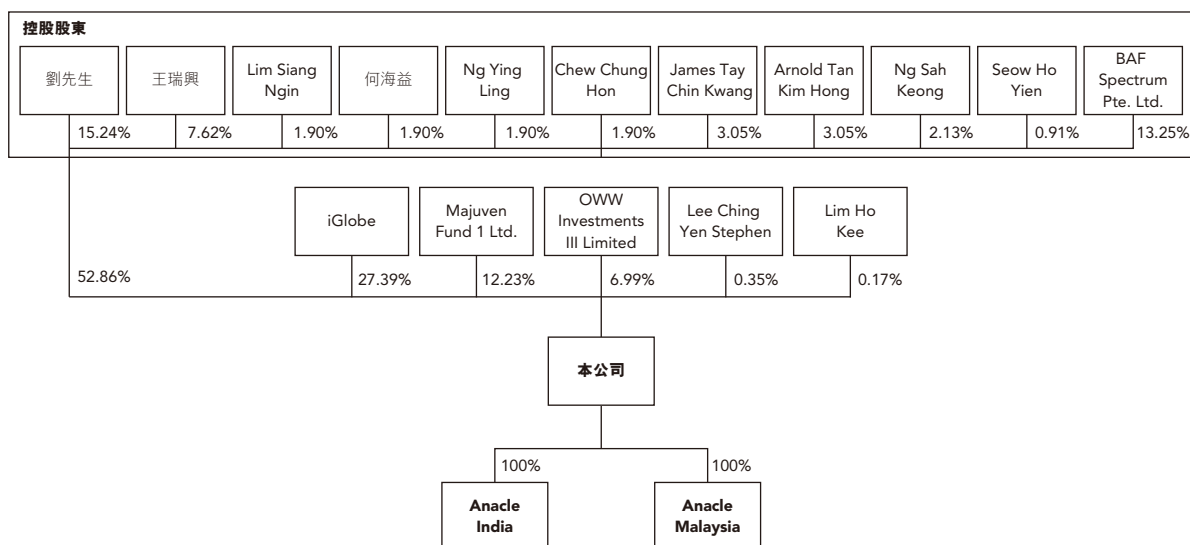 控股股東
劉先生
王瑞興
Lim Siang
Ngin
何海益
Ng Ying
Ling
Chew Chung
Hon
James Tay
Chin Kwang
Arnold Tan
Kim Hong
Ng Sah
Keong
Seow Ho
Yien
BAF
Spectrum
Pte. Ltd.
15.24%
7.62%
1.90%
1.90%
1.90%
1.90%
3.05%
3.05%
2.13%
0.91%
13.25%
iGlobe
Majuven
Fund 1 Ltd.
OWW
Investments
III Limited
Lee Ching
Yen Stephen
Lim Ho
Kee
52.86%
27.39%
12.23%
6.99%
0.35%
0.17%
本公司
100%
100%
Anacle
India
Anacle
Malaysia